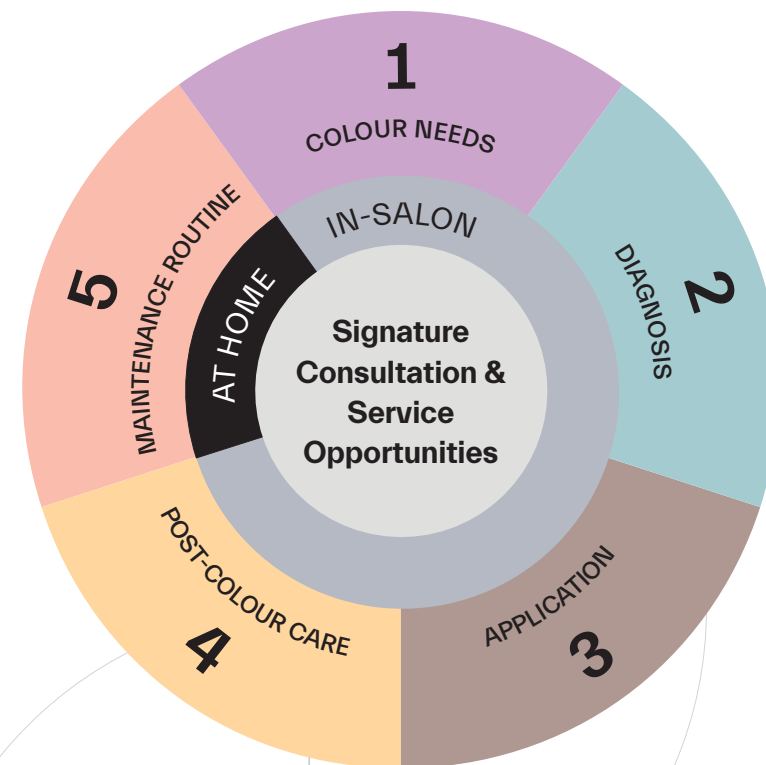 1
COLOUR NEEDS
2
DIAGNOSIS
3
APPLICATION
4
POST-COLOUR CARE
5
MAINTENANCE ROUTINE
IN-SALON
AT HOME
Signature
Consultation &
Service
Opportunities